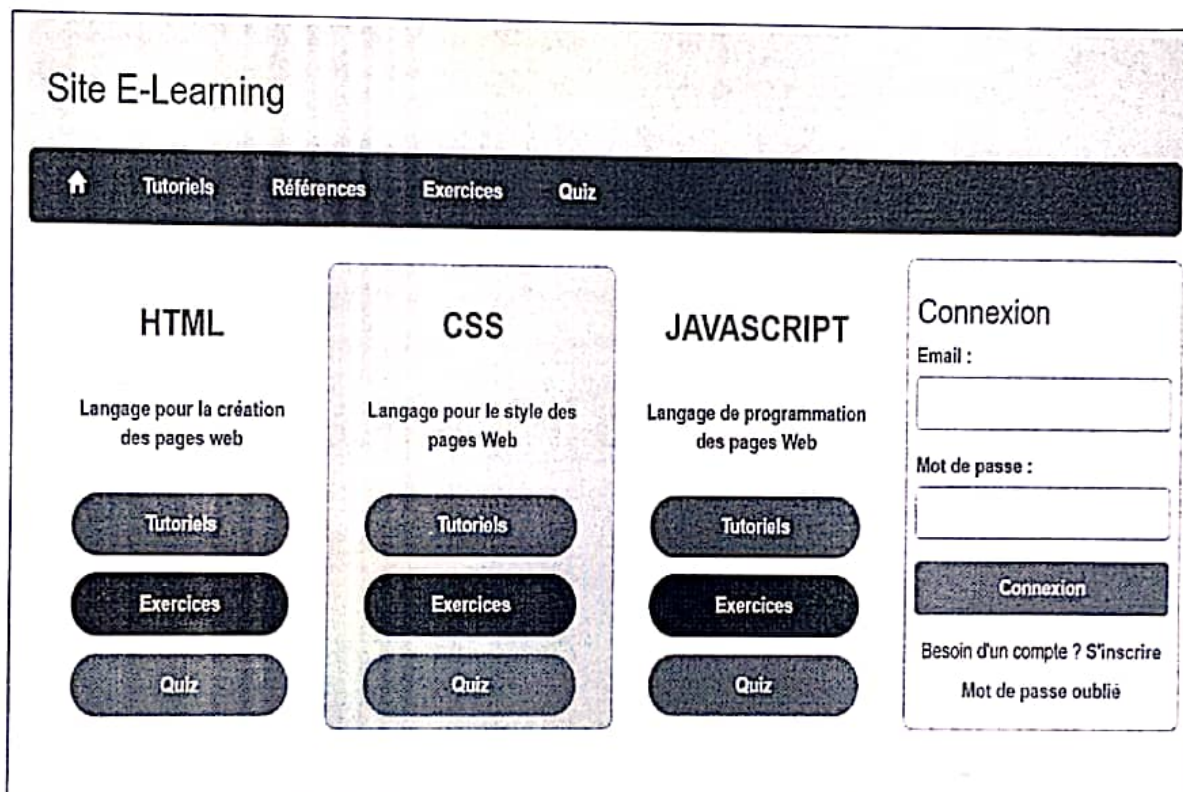 Site E-Learning
Tutoriels Références Exercices Quiz
HTML
Langage pour la création
des pages web
Tutoriels
Exercices
Quiz
CSS
Langage pour le style des
pages Web
Tutoriels
Exercices
Quiz
JAVASCRIPT
Langage de programmation
des pages Web
Tutoriels
Exercices
Quiz
Connexion
Email :
Mot de passe :
Connexion
Besoin d'un compte ? S'inscrire
Mot de passe oublié